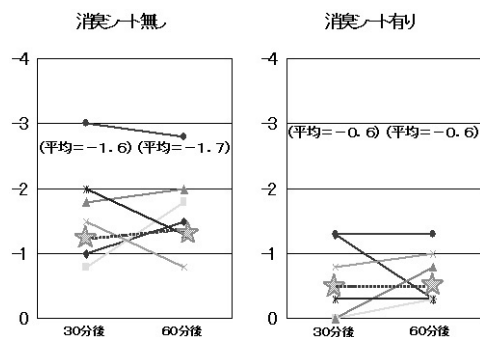 消臭シート無し
-4
-3
(平均=-1.6) (平均=-1.7)
-2
-1
0
30分後 60分後
消臭シート有り
-4
-3
(平均=-0.6) (平均=-0.6)
-2
-1
0
30分後 60分後